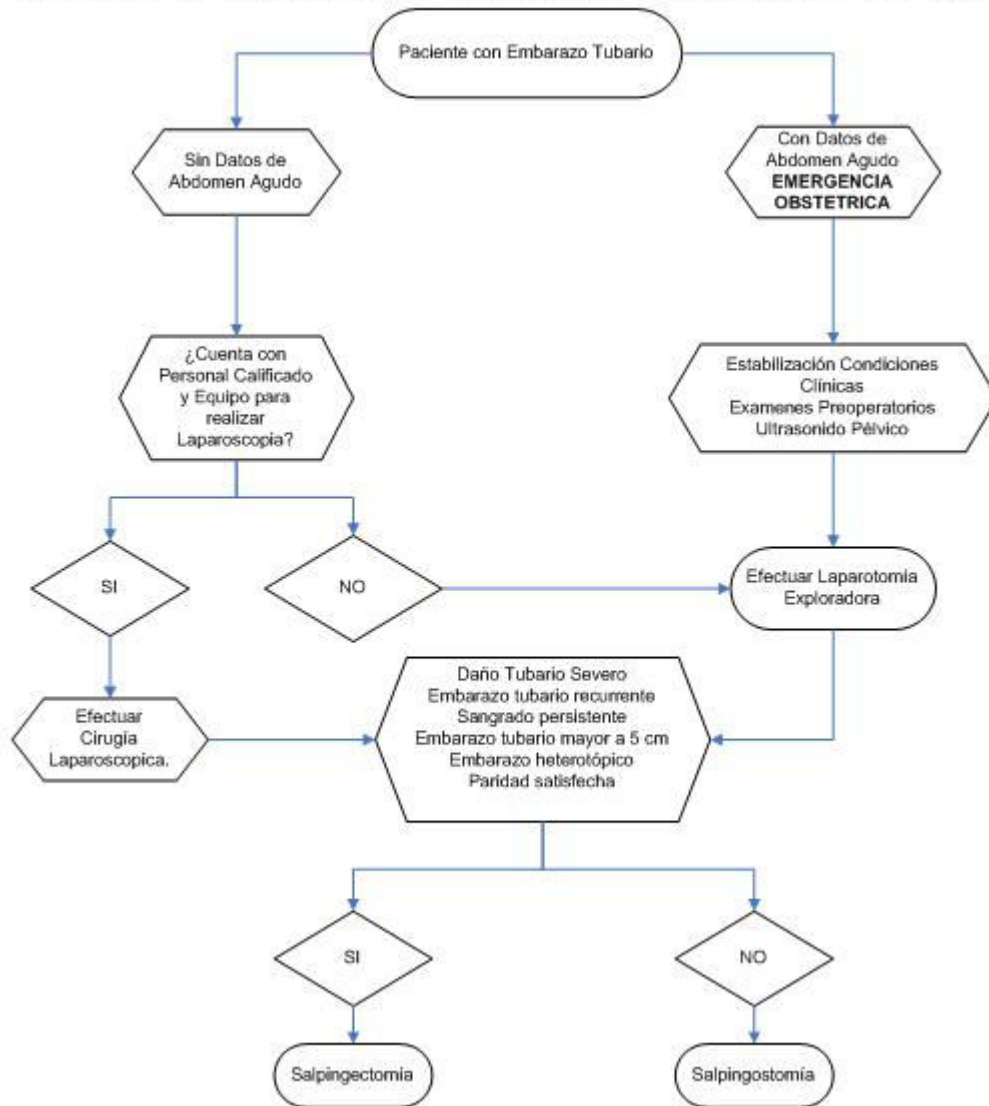 Paciente con Embarazo Tubario
Sin Datos de
Abdomen Agudo
Con Datos de
Abdomen Agudo
EMERGENCIA
OBSTETRICA
¿Cuenta con
Personal Calificado
y Equipo para
realizar
Laparoscopia?
Estabilización Condiciones
Clínicas
Examenes Preoperatorios
Ultrasonido Pélvico
SI
NO
Efectuar Laparotomia
Exploradora
Efectuar
Cirugía
Laparoscopica.
Daño Tubario Severo
Embarazo tubario recurrente
Sangrado persistente
Embarazo tubario mayor a 5 cm
Embarazo heterotópico
Paridad satisfecha
SI
NO
Salpingectomia
Salpingostomía